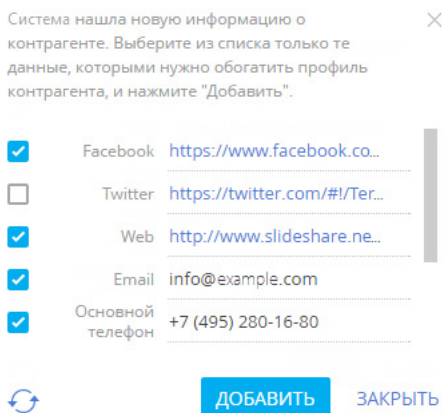 Система нашла новую информацию о
контрагенте. Выберите из списка только те
данные, которыми нужно обогатить профиль
контрагента, и нажмите "Добавить".
Facebook https://www.facebook.co...
Twitter https://twitter.com/#!/Ter...
Web http://www.slideshare.ne...
Email info@example.com
Основной
телефон +7 (495) 280-16-80
ДОБАВИТЬ ЗАКРЫТЬ